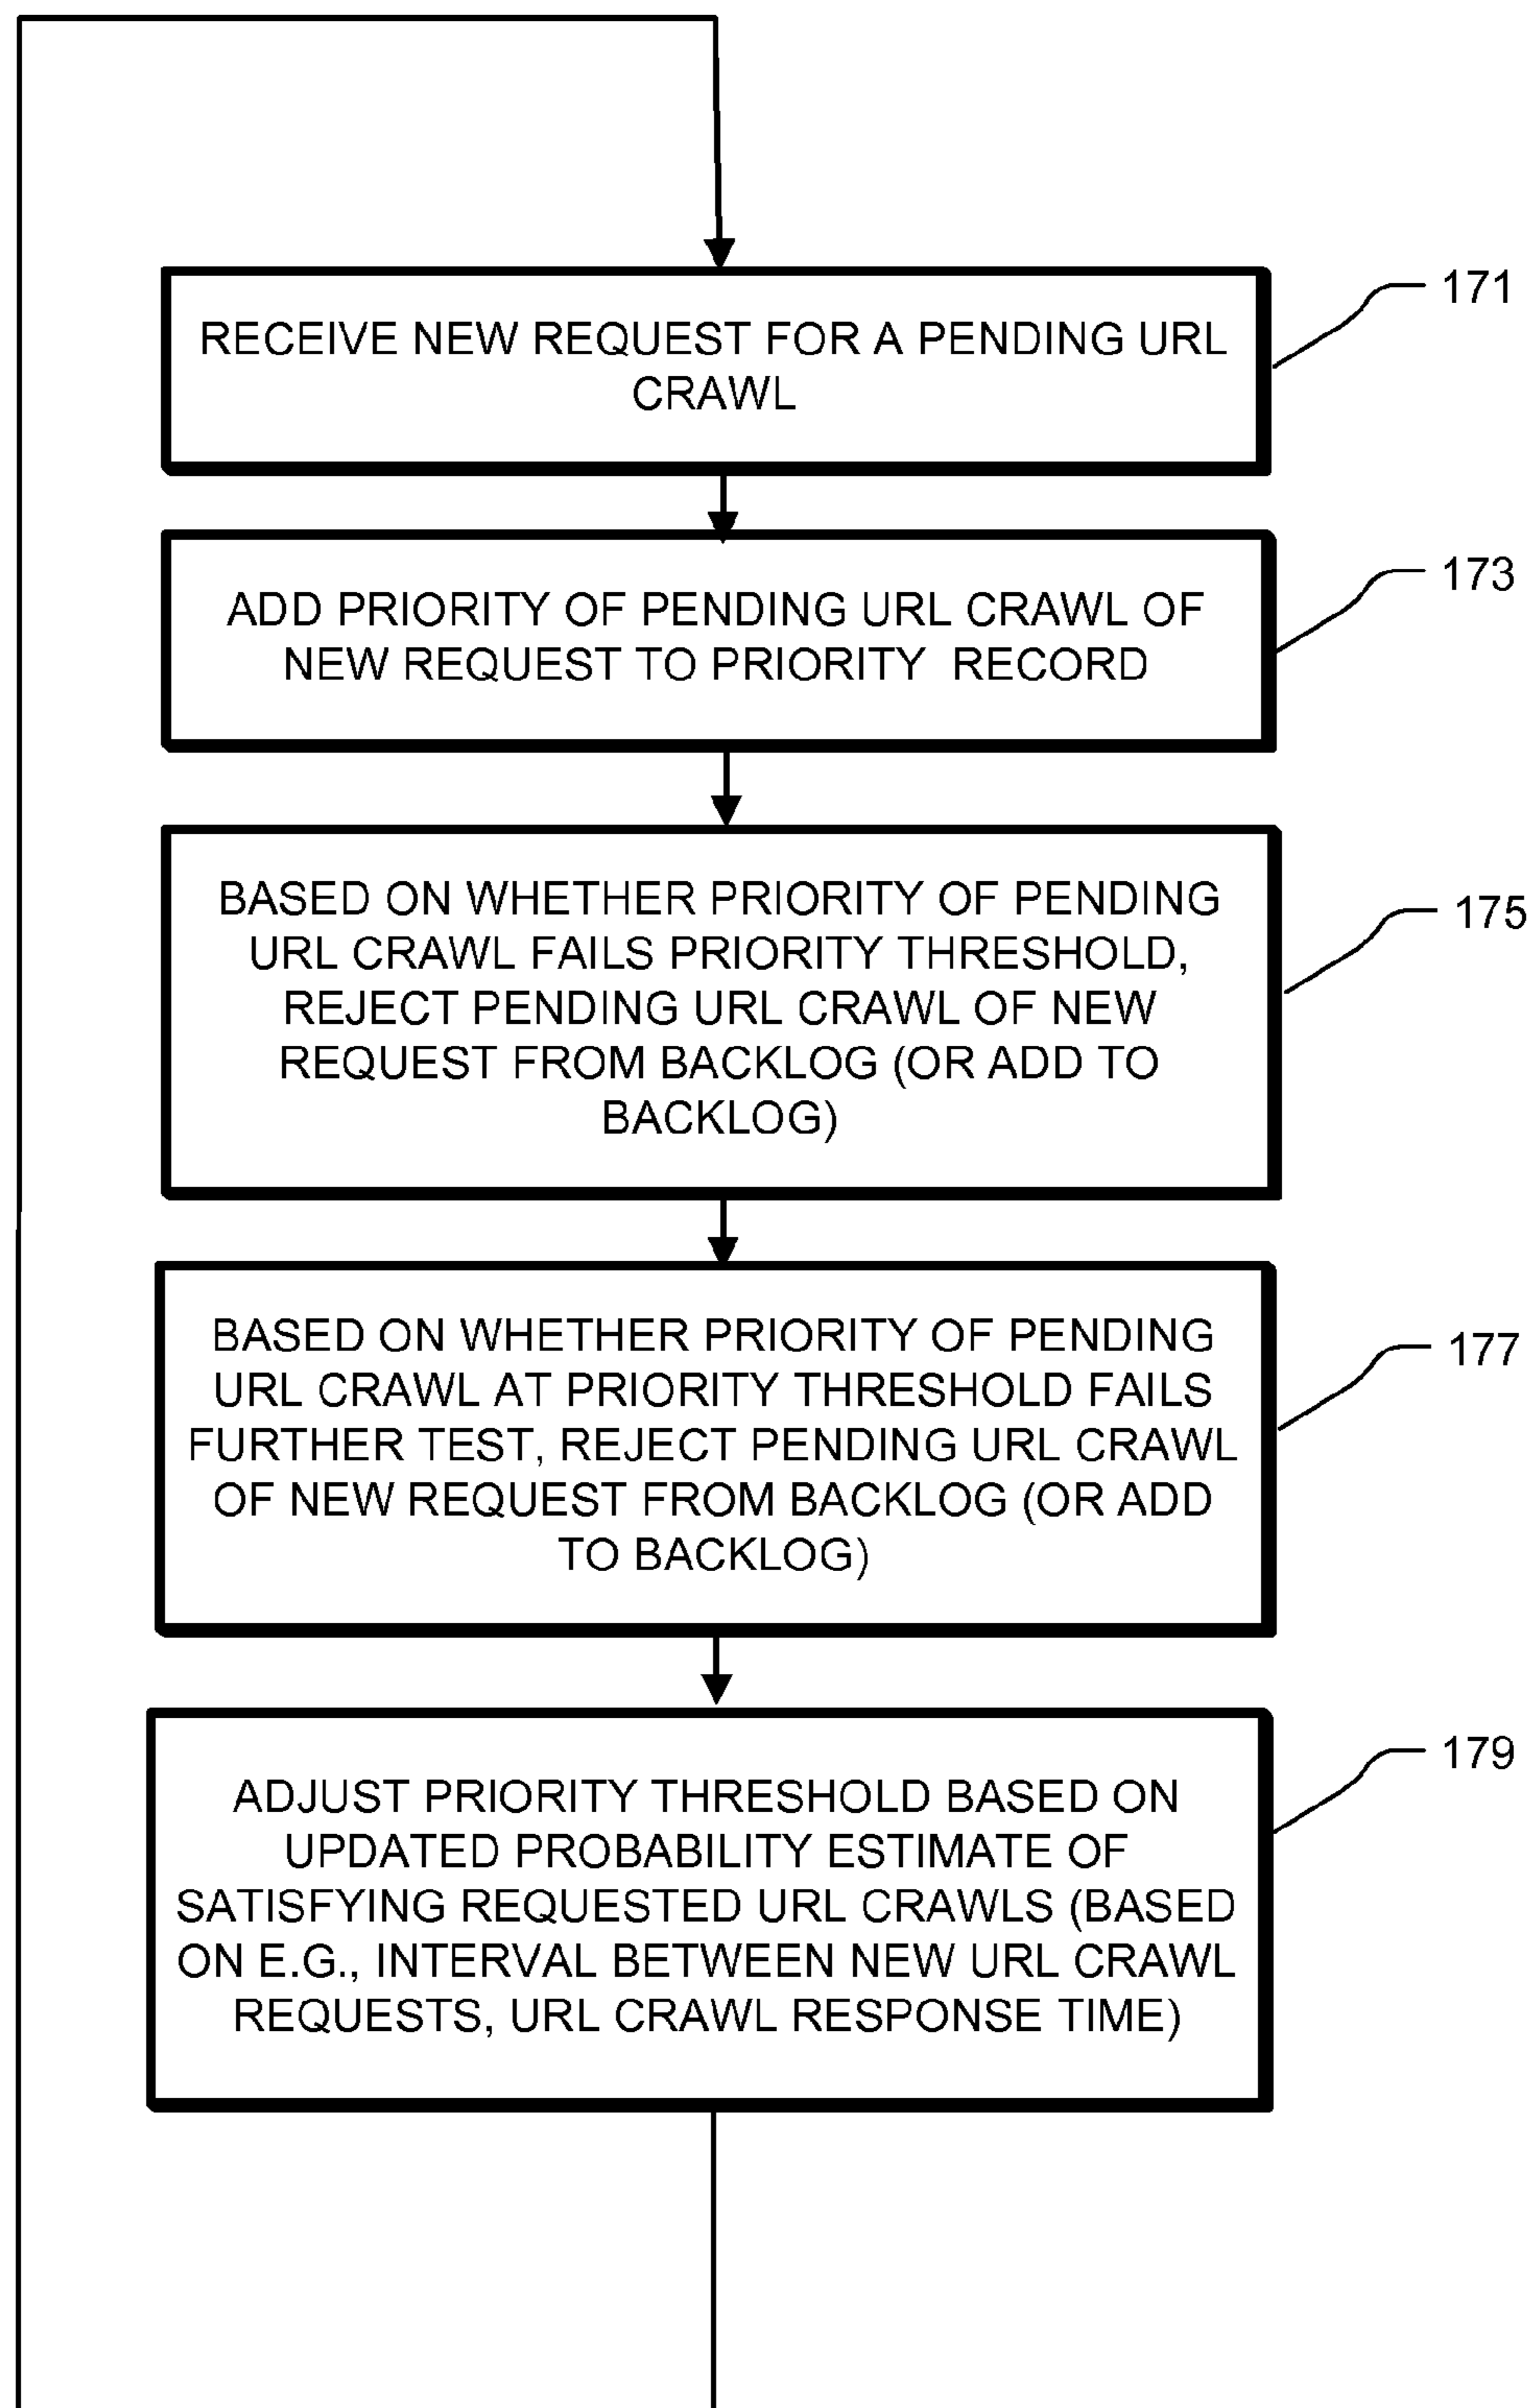 RECEIVE NEW REQUEST FOR A PENDING URL
CRAWL
171
ADD PRIORITY OF PENDING URL CRAWL OF
NEW REQUEST TO PRIORITY RECORD
173
BASED ON WHETHER PRIORITY OF PENDING
URL CRAWL FAILS PRIORITY THRESHOLD,
REJECT PENDING URL CRAWL OF NEW
REQUEST FROM BACKLOG (OR ADD TO
BACKLOG)
175
BASED ON WHETHER PRIORITY OF PENDING
URL CRAWL AT PRIORITY THRESHOLD FAILS
FURTHER TEST, REJECT PENDING URL CRAWL
OF NEW REQUEST FROM BACKLOG (OR ADD
TO BACKLOG)
177
ADJUST PRIORITY THRESHOLD BASED ON
UPDATED PROBABILITY ESTIMATE OF
SATISFYING REQUESTED URL CRAWLS (BASED
ON E.G., INTERVAL BETWEEN NEW URL CRAWL
REQUESTS, URL CRAWL RESPONSE TIME)
179